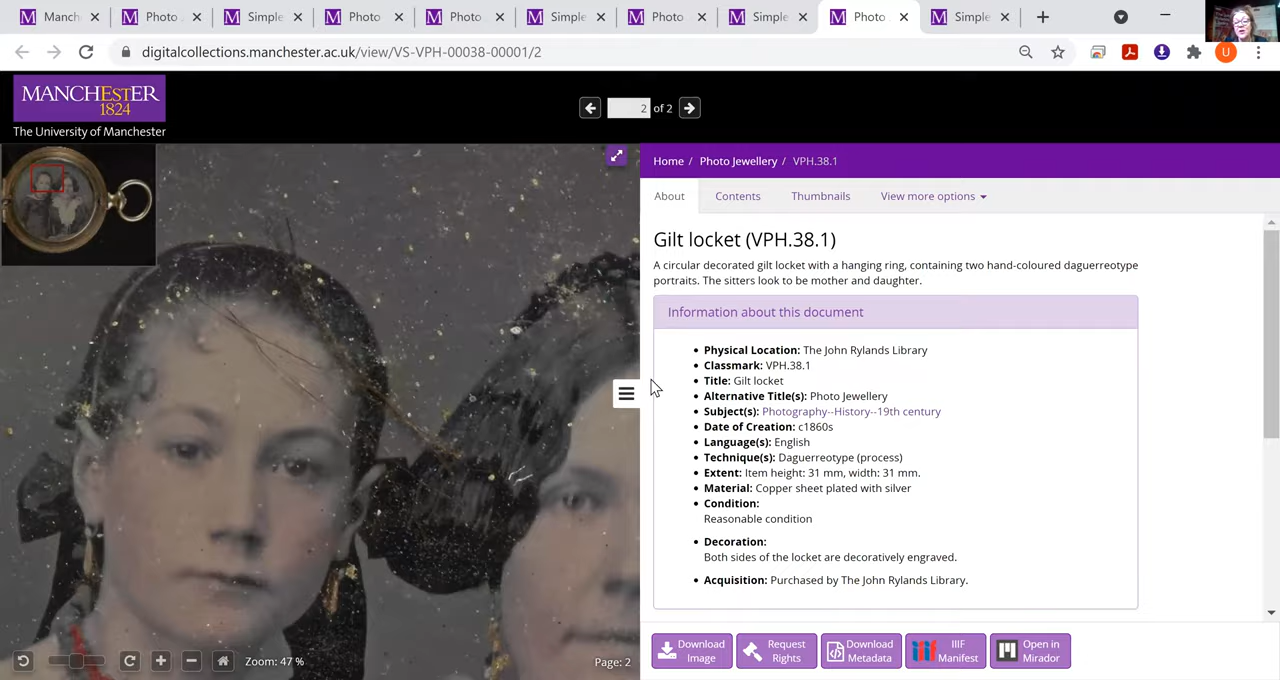 Manch
Photo
Simple
Photo
Photo
Simple
Photo
Simple
Photo
Simple
digitalcollections.manchester.ac.uk/view/VS-VPH-00038-00001/2
U
MANCHESTER
1824
The University of Manchester
2 of 2
Home / Photo Jewellery / VPH.38.1
About Contents Thumbnails View more options
Gilt locket (VPH.38.1)
A circular decorated gilt locket with a hanging ring, containing two hand-coloured daguerreotype
portraits. The sitters look to be mother and daughter.
Information about this document
Physical Location: The John Rylands Library
Classmark: VPH.38.1
Title: Gilt locket
Alternative Title(s): Photo Jewellery
Subject(s): Photography--History--19th century
Date of Creation: c1860s
Language(s): English
Technique(s): Daguerreotype (process)
Extent: Item height: 31 mm, width: 31 mm.
Material: Copper sheet plated with silver
Condition:
Reasonable condition
Decoration:
Both sides of the locket are decoratively engraved.
Acquisition: Purchased by The John Rylands Library.
Zoom: 47 %
Page: 2
Download
Image
Request
Rights
Download
Metadata
IIIF
Manifest
Open in
Mirador